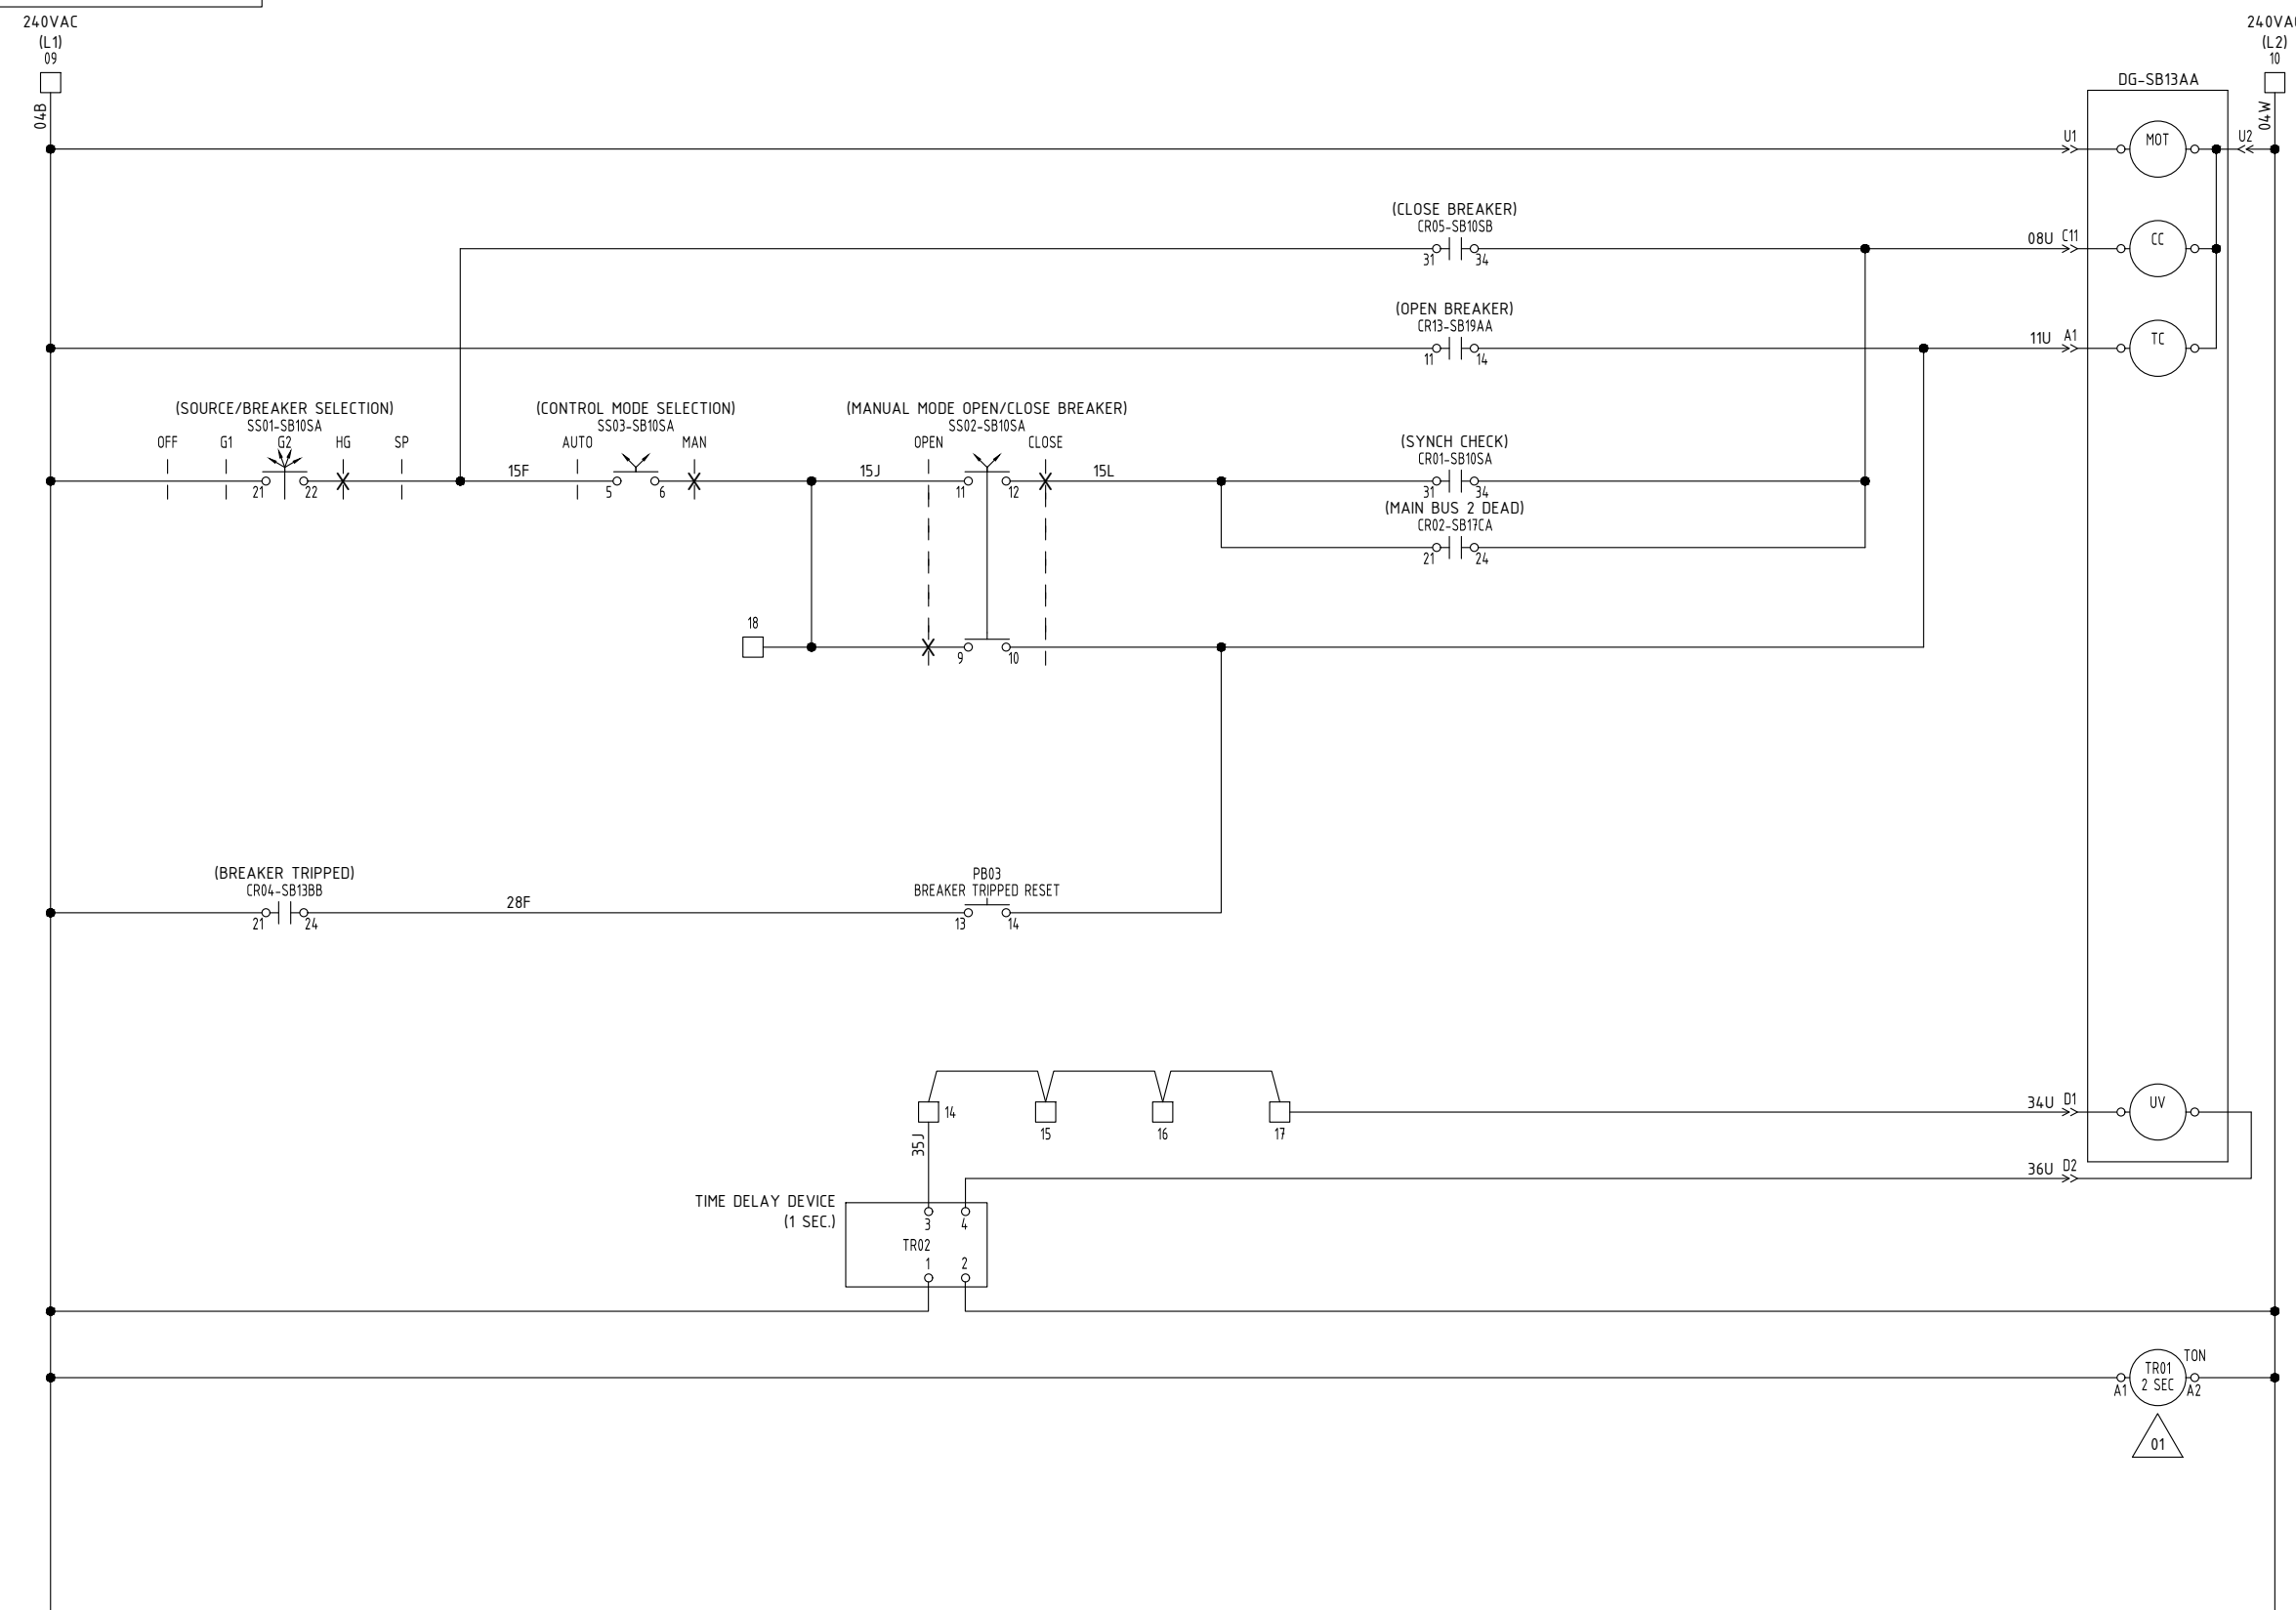 240VAC
(L1)
09
04B
240VA
(L2)
10
04W
DG-SB13AA
U1
MOT
U2
(CLOSE BREAKER)
CR05-SB10SB
31
34
08U
C11
CC
(OPEN BREAKER)
CR13-SB19AA
11
14
11U
A1
TC
(SOURCE/BREAKER SELECTION)
SS01-SB10SA
OFF
G1
G2
HG
SP
21
22
15F
(CONTROL MODE SELECTION)
SS03-SB10SA
AUTO
MAN
5
6
(MANUAL MODE OPEN/CLOSE BREAKER)
SS02-SB10SA
OPEN
CLOSE
15J
11
12
15L
(SYNCH CHECK)
CR01-SB10SA
31
34
(MAIN BUS 2 DEAD)
CR02-SB17CA
21
24
18
9
10
(BREAKER TRIPPED)
CR04-SB13BB
21
24
28F
PB03
BREAKER TRIPPED RESET
13
14
14
15
16
17
35J
34U
D1
UV
36U
D2
TIME DELAY DEVICE
(1 SEC.)
3
4
TR02
1
2
TON
TR01
2 SEC
A1
A2
01